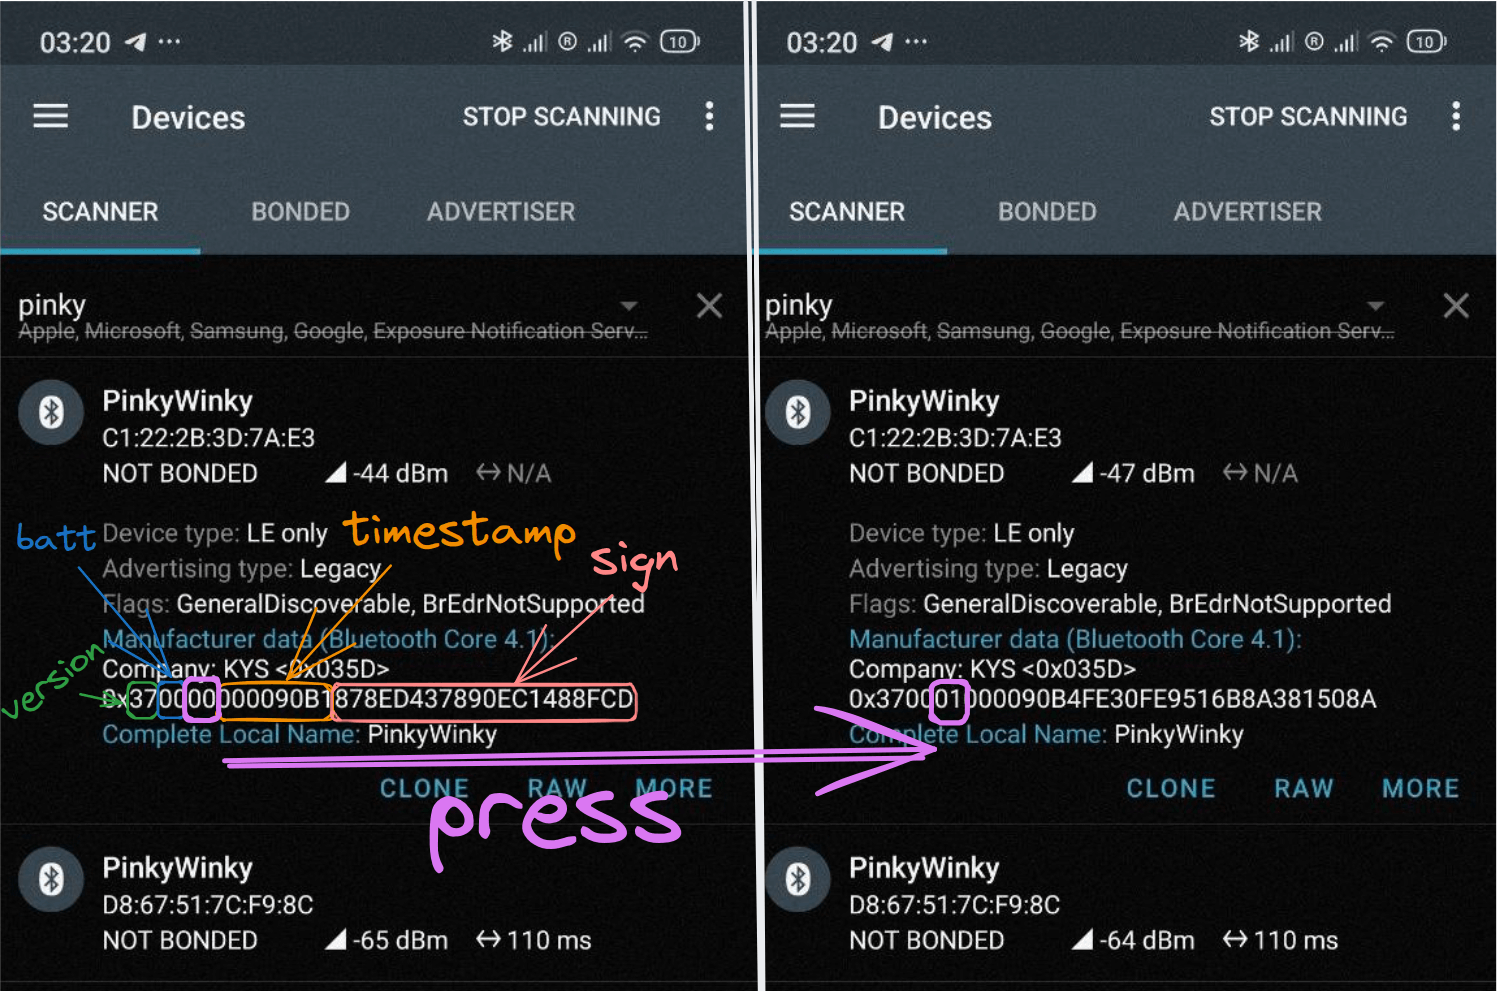 03:20 ···
® 10
Devices
STOP SCANNING
SCANNER
BONDED
ADVERTISER
pinky
Apple, Microsoft, Samsung, Google, Exposure Notification Serv...
PinkyWinky
C1:22:2B:3D:7A:E3
NOT BONDED
-44 dBm
N/A
batt
Device type: LE only
timestamp
Advertising type: Legacy
sign
Flags: GeneralDiscoverable, BrEdrNotSupported
Manufacturer data (Bluetooth Core 4.1):
version
Company: KYS <0x035D>
0x370000000090B1878ED437890EC1488FCD
Complete Local Name: PinkyWinky
CLONE
RAW
MORE
press
PinkyWinky
D8:67:51:7C:F9:8C
NOT BONDED
-65 dBm
110 ms
03:20 ···
® 10
Devices
STOP SCANNING
SCANNER
BONDED
ADVERTISER
pinky
Apple, Microsoft, Samsung, Google, Exposure Notification Serv...
PinkyWinky
C1:22:2B:3D:7A:E3
NOT BONDED
-47 dBm
N/A
Device type: LE only
Advertising type: Legacy
Flags: GeneralDiscoverable, BrEdrNotSupported
Manufacturer data (Bluetooth Core 4.1):
Company: KYS <0x035D>
0x370001000090B4FE30FE9516B8A381508A
Complete Local Name: PinkyWinky
CLONE
RAW
MORE
PinkyWinky
D8:67:51:7C:F9:8C
NOT BONDED
-64 dBm
110 ms